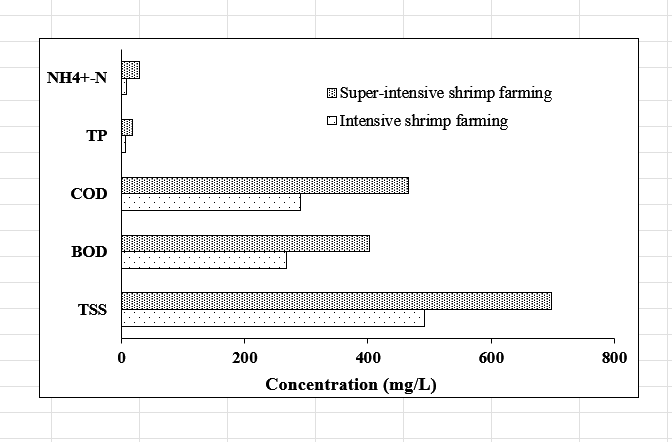 NH4+-N
Super-intensive shrimp farming
Intensive shrimp farming
TP
COD
BOD
TSS
0 200 400 600 800
Concentration (mg/L)